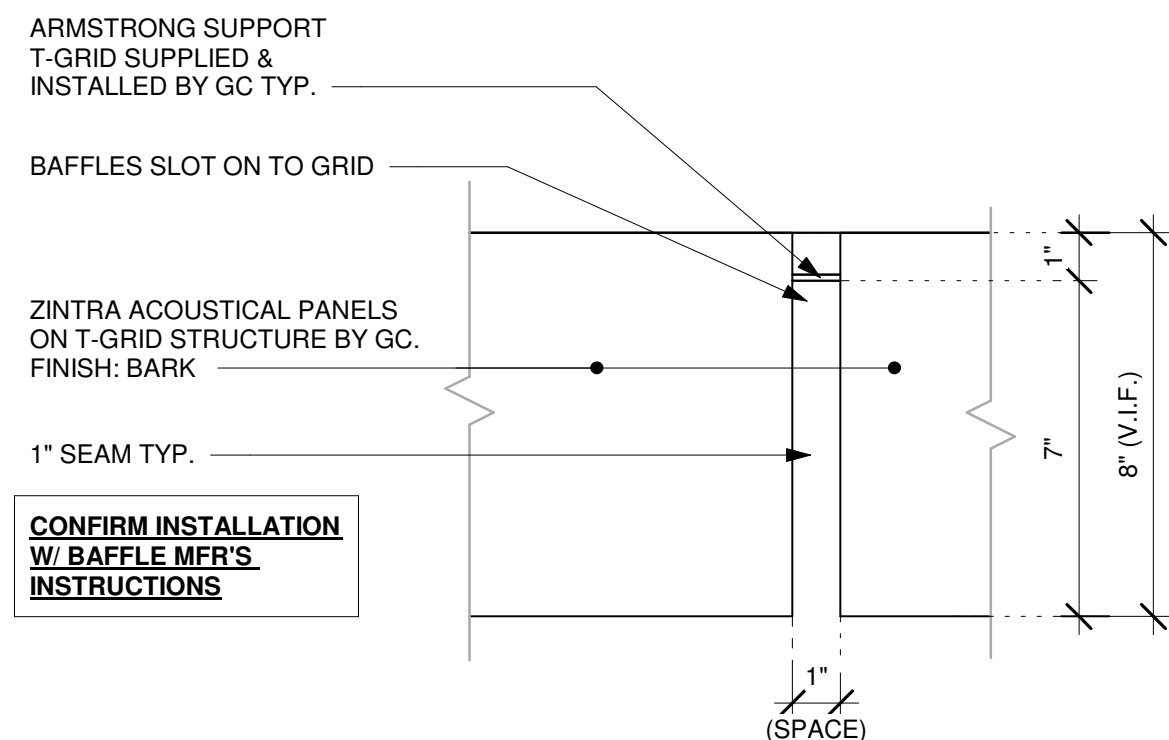 ARMSTRONG SUPPORT
T-GRID SUPPLIED &
INSTALLED BY GC TYP.
BAFFLES SLOT ON TO GRID
ZINTRA ACOUSTICAL PANELS
ON T-GRID STRUCTURE BY GC.
FINISH: BARK
1" SEAM TYP.
CONFIRM INSTALLATION
W/ BAFFLE MFR'S
INSTRUCTIONS
1"
7"
8" (V.I.F.)
1"
(SPACE)